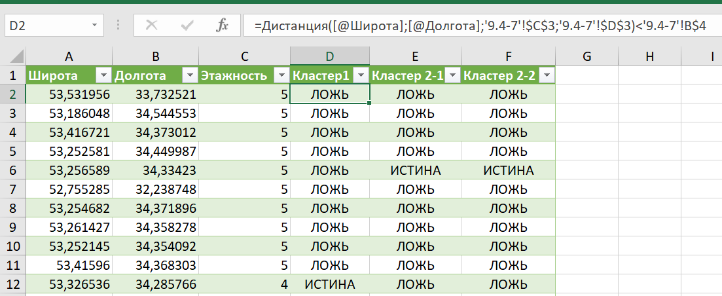 D2 fx =Дистанция([@Широта];[@Долгота];'9.4-7'!$C$3;'9.4-7'!$D$3)<'9.4-7'!B$4
A B C D E F G H I
1 Широта Долгота Этажность Кластер1 Кластер 2-1 Кластер 2-2
2 53,531956 33,732521 5 ЛОЖЬ ЛОЖЬ ЛОЖЬ
3 53,186048 34,544553 5 ЛОЖЬ ЛОЖЬ ЛОЖЬ
4 53,416721 34,373012 5 ЛОЖЬ ЛОЖЬ ЛОЖЬ
5 53,252581 34,449987 5 ЛОЖЬ ЛОЖЬ ЛОЖЬ
6 53,256589 34,33423 5 ЛОЖЬ ИСТИНА ИСТИНА
7 52,755285 32,238748 5 ЛОЖЬ ЛОЖЬ ЛОЖЬ
8 53,254682 34,371896 5 ЛОЖЬ ЛОЖЬ ЛОЖЬ
9 53,261427 34,358278 5 ЛОЖЬ ЛОЖЬ ЛОЖЬ
10 53,252145 34,354092 5 ЛОЖЬ ЛОЖЬ ЛОЖЬ
11 53,41596 34,368303 5 ЛОЖЬ ЛОЖЬ ЛОЖЬ
12 53,326536 34,285766 4 ИСТИНА ЛОЖЬ ЛОЖЬ